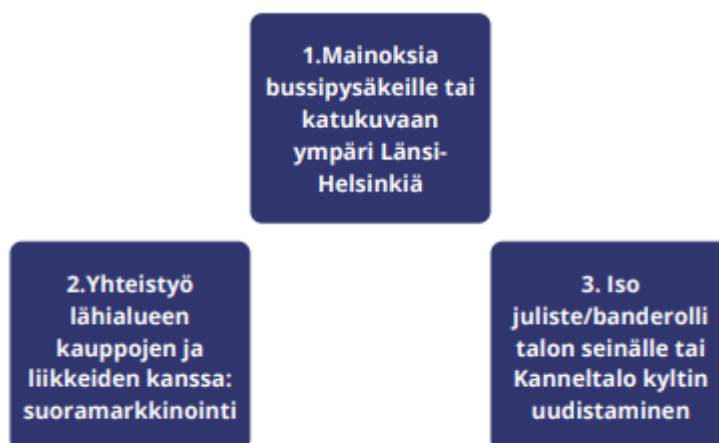 1.Mainoksia
bussipysäkeille tai
katukuvaan
ympäri Länsi-
Helsinkiä
2.Yhteistyö
lähialueen
kauppojen ja
liikkeiden kanssa:
suoramarkkinointi
3. Iso
juliste/banderolli
talon seinälle tai
Kanneltalo kyltin
uudistaminen